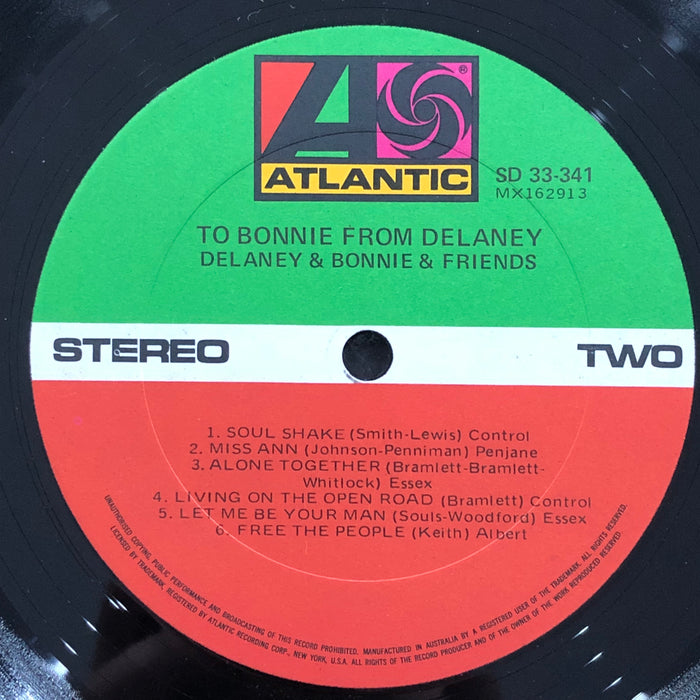 ATLANTIC
®
SD 33-341
MX162913
TO BONNIE FROM DELANEY
DELANEY & BONNIE & FRIENDS
STEREO
TWO
1. SOUL SHAKE (Smith-Lewis) Control
2. MISS ANN (Johnson-Penniman) Penjane
3. ALONE TOGETHER (Bramlett-Bramlett-
Whitlock) Essex
4. LIVING ON THE OPEN ROAD (Bramlett) Control
5. LET ME BE YOUR MAN (Souls-Woodford) Essex
6. FREE THE PEOPLE (Keith) Albert
UNAUTHORISED COPYING, PUBLIC PERFORMANCE AND BROADCASTING OF THIS RECORD PROHIBITED. MANUFACTURED IN AUSTRALIA BY A REGISTERED USER OF THE TRADEMARK. ALL RIGHTS RESERVED.
LICENSED BY TRADEMARK, REGISTERED BY ATLANTIC RECORDING CORP., NEW YORK, U.S.A. ALL RIGHTS OF THE RECORD PRODUCER AND OF THE OWNER OF THE WORK REPRODUCED RESERVED.